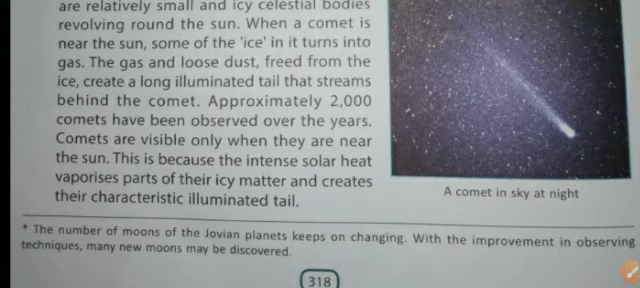 are relatively small and icy celestial bodies
revolving round the sun. When a comet is
near the sun, some of the 'ice' in it turns into
gas. The gas and loose dust, freed from the
ice, create a long illuminated tail that streams
behind the comet. Approximately 2,000
comets have been observed over the years.
Comets are visible only when they are near
the sun. This is because the intense solar heat
vaporises parts of their icy matter and creates
their characteristic illuminated tail.
A comet in sky at night
* The number of moons of the Jovian planets keeps on changing. With the improvement in observing
techniques, many new moons may be discovered.
318